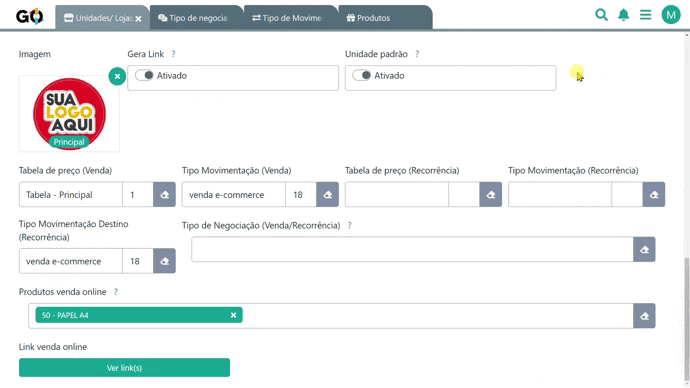 GO
Unidades/ Lojas
Tipo de negocia
Tipo de Movime
Produtos
M
Imagem
Gera Link ?
Unidade padrão ?
Ativado
Ativado
SUA
LOGO
AQUI
Principal
Tabela de preço (Venda)
Tipo Movimentação (Venda)
Tabela de preço (Recorrência)
Tipo Movimentação (Recorrência)
Tabela - Principal 1
venda e-commerce 18
Tipo Movimentação Destino
(Recorrência)
Tipo de Negociação (Venda/Recorrência) ?
venda e-commerce 18
Produtos venda online ?
50 - PAPEL A4
Link venda online
Ver link(s)